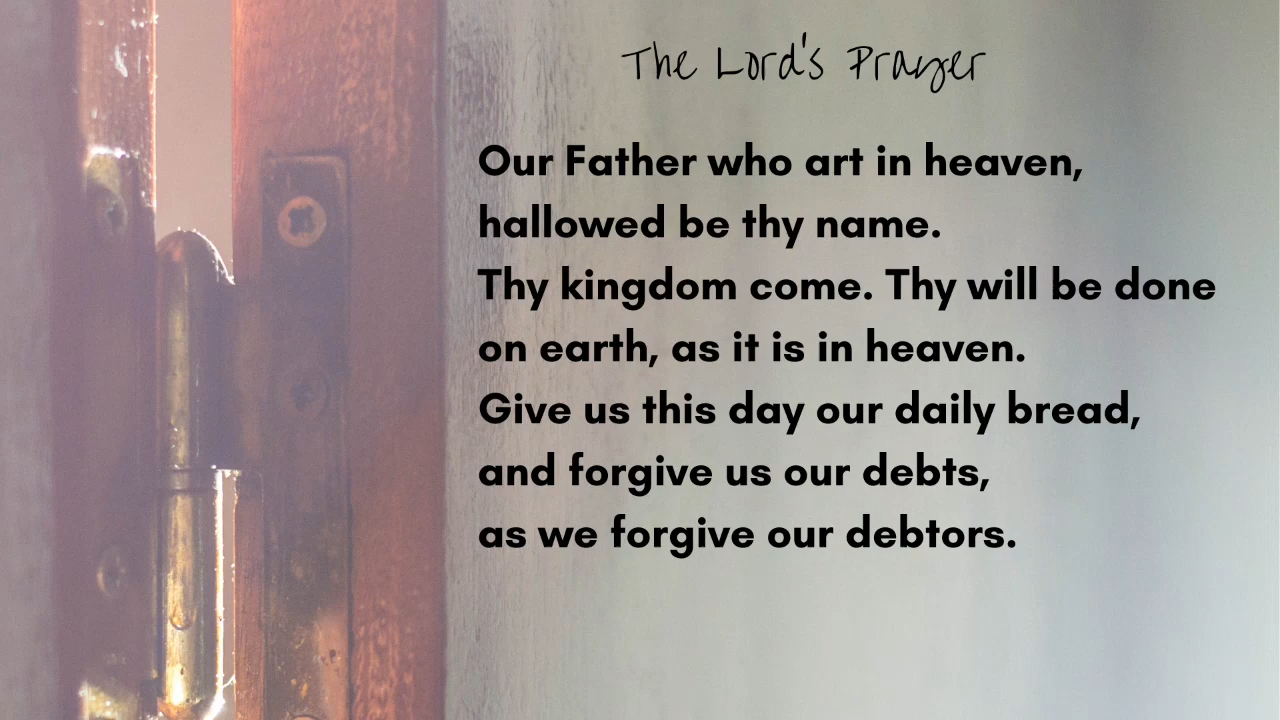 The Lord's Prayer
Our Father who art in heaven,
hallowed be thy name.
Thy kingdom come. Thy will be done
on earth, as it is in heaven.
Give us this day our daily bread,
and forgive us our debts,
as we forgive our debtors.